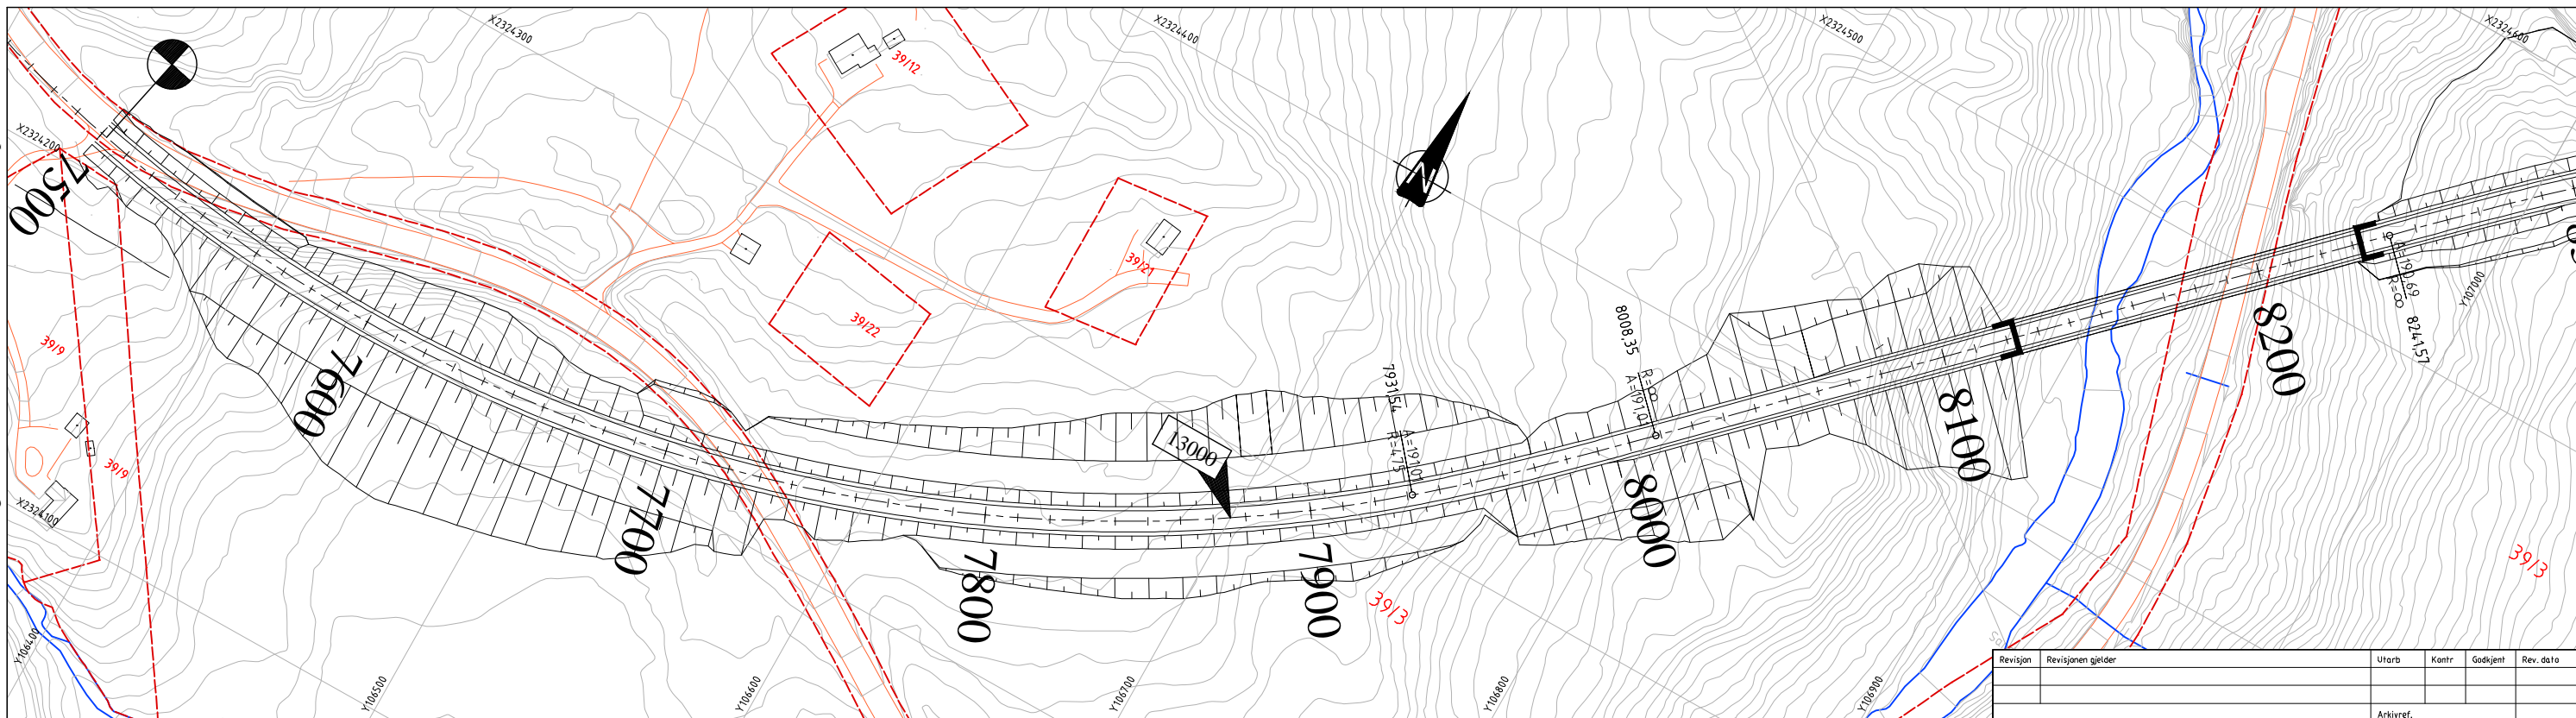 X2324300
X2324400
X2324500
X2324600
39/12
X2324200
7500
N
39/21
39/22
A=190,69
R=∞
8241,57
Y107000
39/9
7600
8008,35
R=∞
A=191,01
8200
7931,54
A=191,01
R=475
8100
39/9
13000
X2324100
7700
8000
7800
7900
39/3
39/3
Y106400
Y106500
Y106600
Y106700
Y106800
Y106900
Revisjon Revisjonen gjelder Utarb Kontr Godkjent Rev. dato
Arkivref.